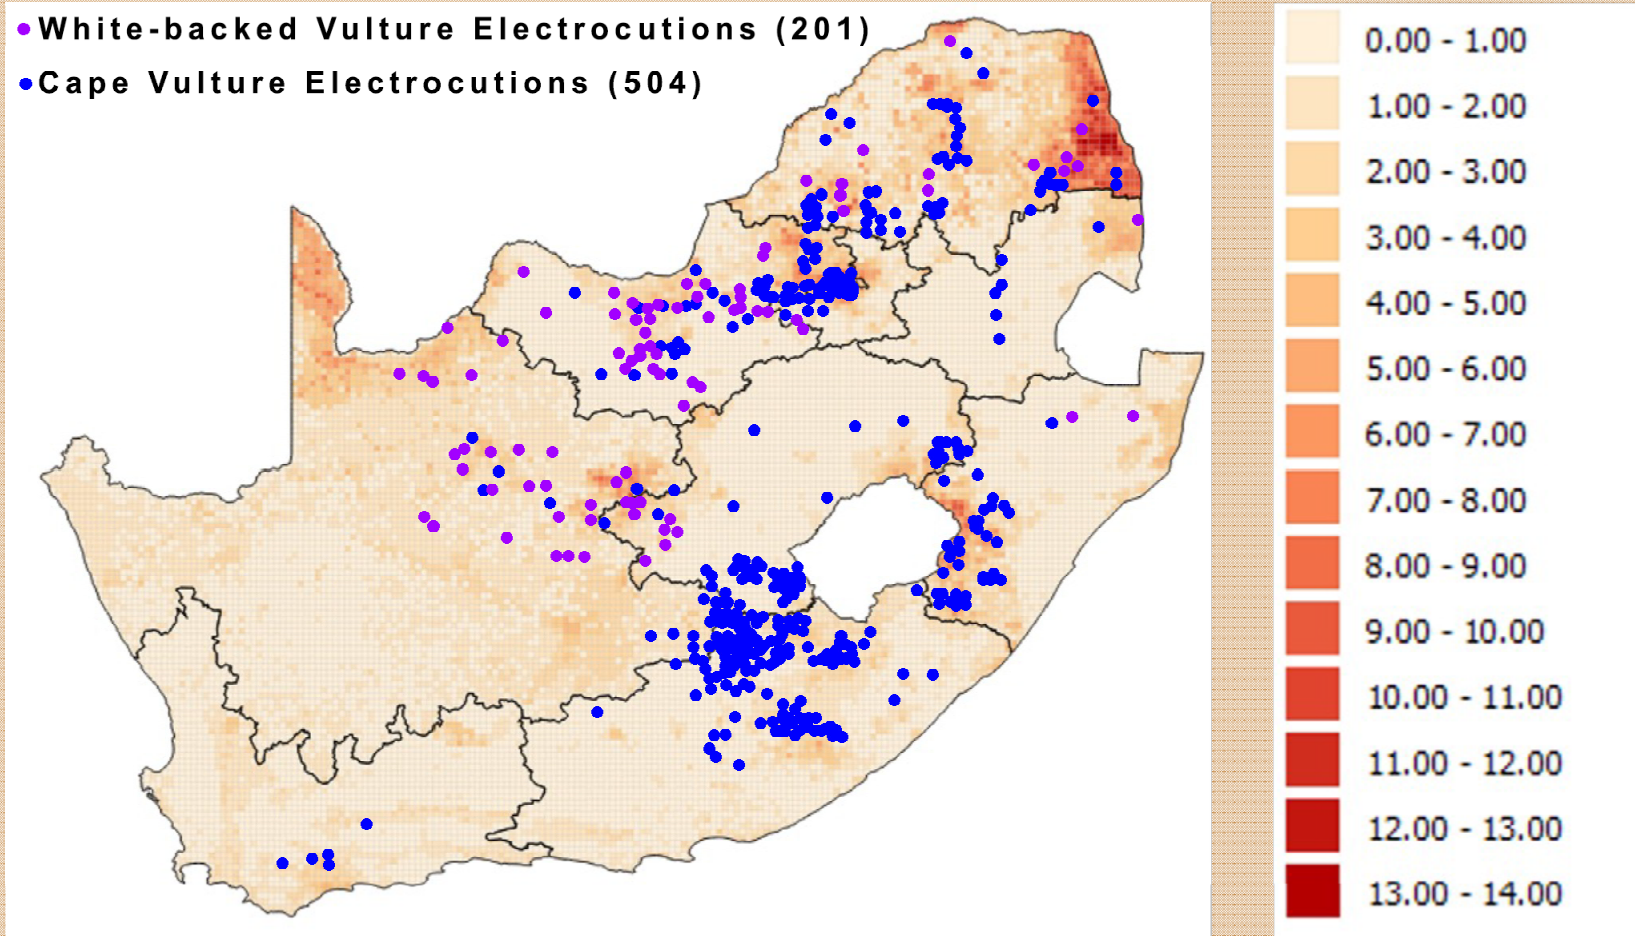 White-backed Vulture Electrocutions (201)
Cape Vulture Electrocutions (504)
0.00 - 1.00
1.00 - 2.00
2.00 - 3.00
3.00 - 4.00
4.00 - 5.00
5.00 - 6.00
6.00 - 7.00
7.00 - 8.00
8.00 - 9.00
9.00 - 10.00
10.00 - 11.00
11.00 - 12.00
12.00 - 13.00
13.00 - 14.00